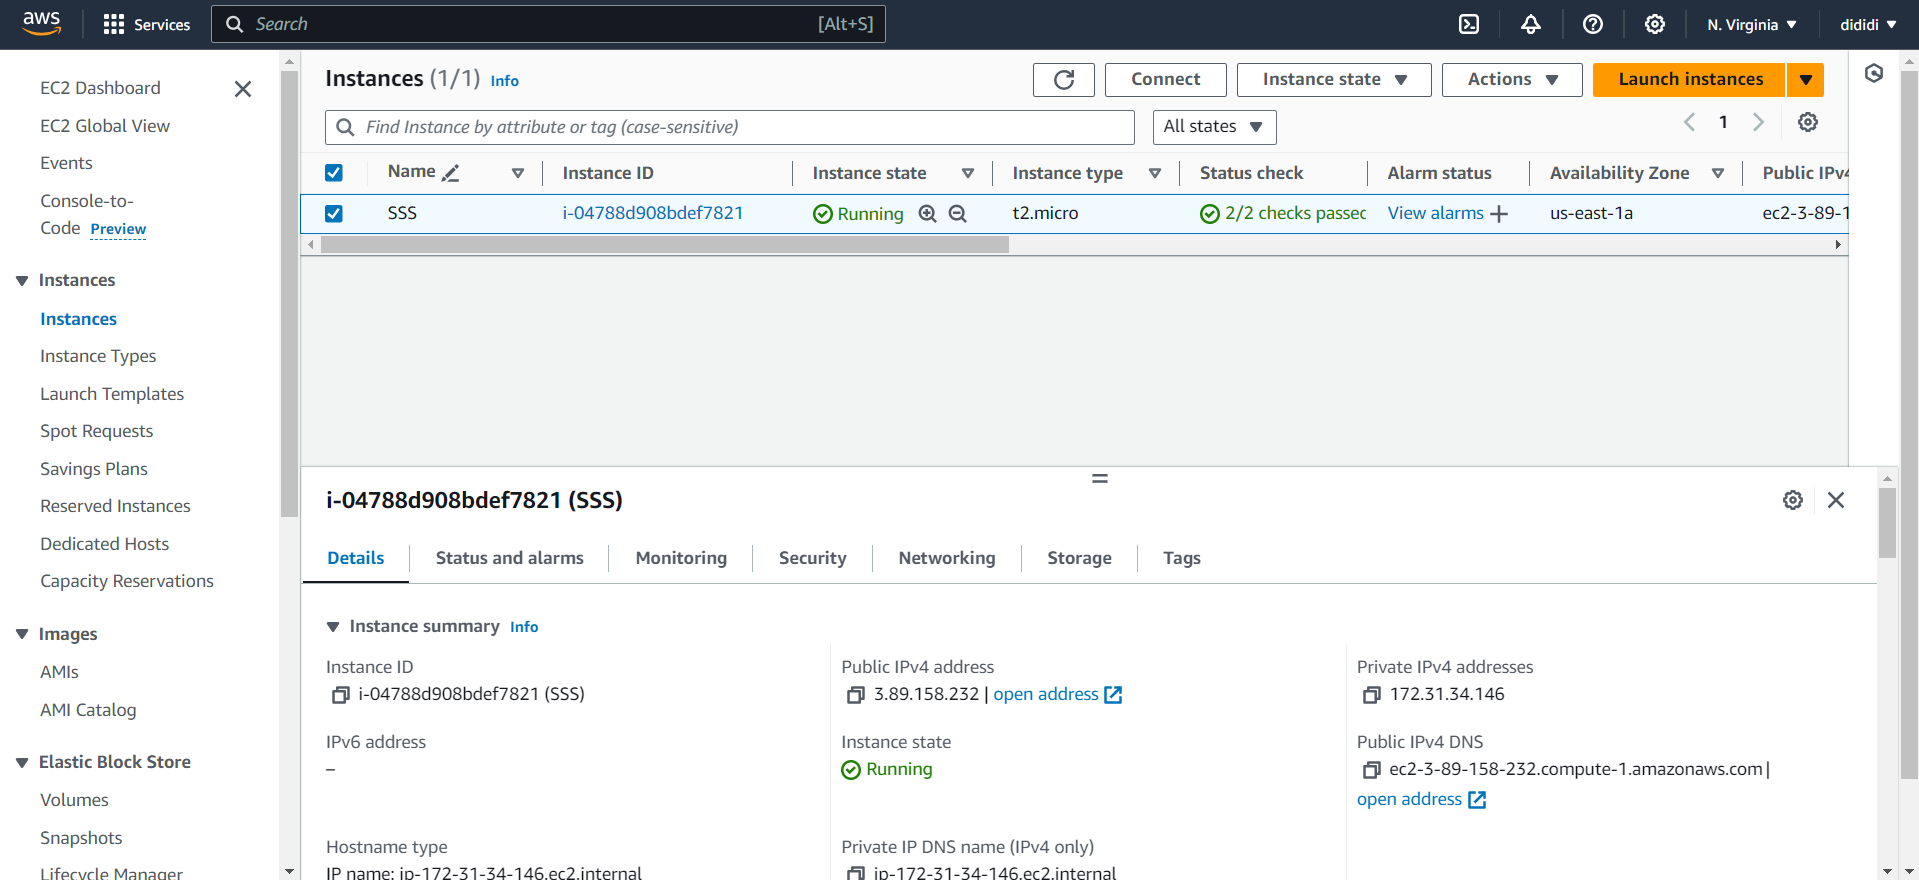 aws
Services
Search [Alt+S]
N. Virginia
dididi
EC2 Dashboard
EC2 Global View
Events
Console-to-
Code Preview
Instances
Instances
Instance Types
Launch Templates
Spot Requests
Savings Plans
Reserved Instances
Dedicated Hosts
Capacity Reservations
Images
AMIs
AMI Catalog
Elastic Block Store
Volumes
Snapshots
Lifecycle Manager
Instances (1/1) Info
Connect
Instance state
Actions
Launch instances
Find Instance by attribute or tag (case-sensitive)
All states
1
Name Instance ID Instance state Instance type Status check Alarm status Availability Zone Public IPv4
SSS i-04788d908bdef7821 Running t2.micro 2/2 checks passed View alarms us-east-1a ec2-3-89-1
i-04788d908bdef7821 (SSS)
Details Status and alarms Monitoring Security Networking Storage Tags
Instance summary Info
Instance ID
i-04788d908bdef7821 (SSS)
Public IPv4 address
3.89.158.232 | open address
Private IPv4 addresses
172.31.34.146
IPv6 address
–
Instance state
Running
Public IPv4 DNS
ec2-3-89-158-232.compute-1.amazonaws.com |
open address
Hostname type
IP name: ip-172-31-34-146.ec2.internal
Private IP DNS name (IPv4 only)
ip-172-31-34-146.ec2.internal